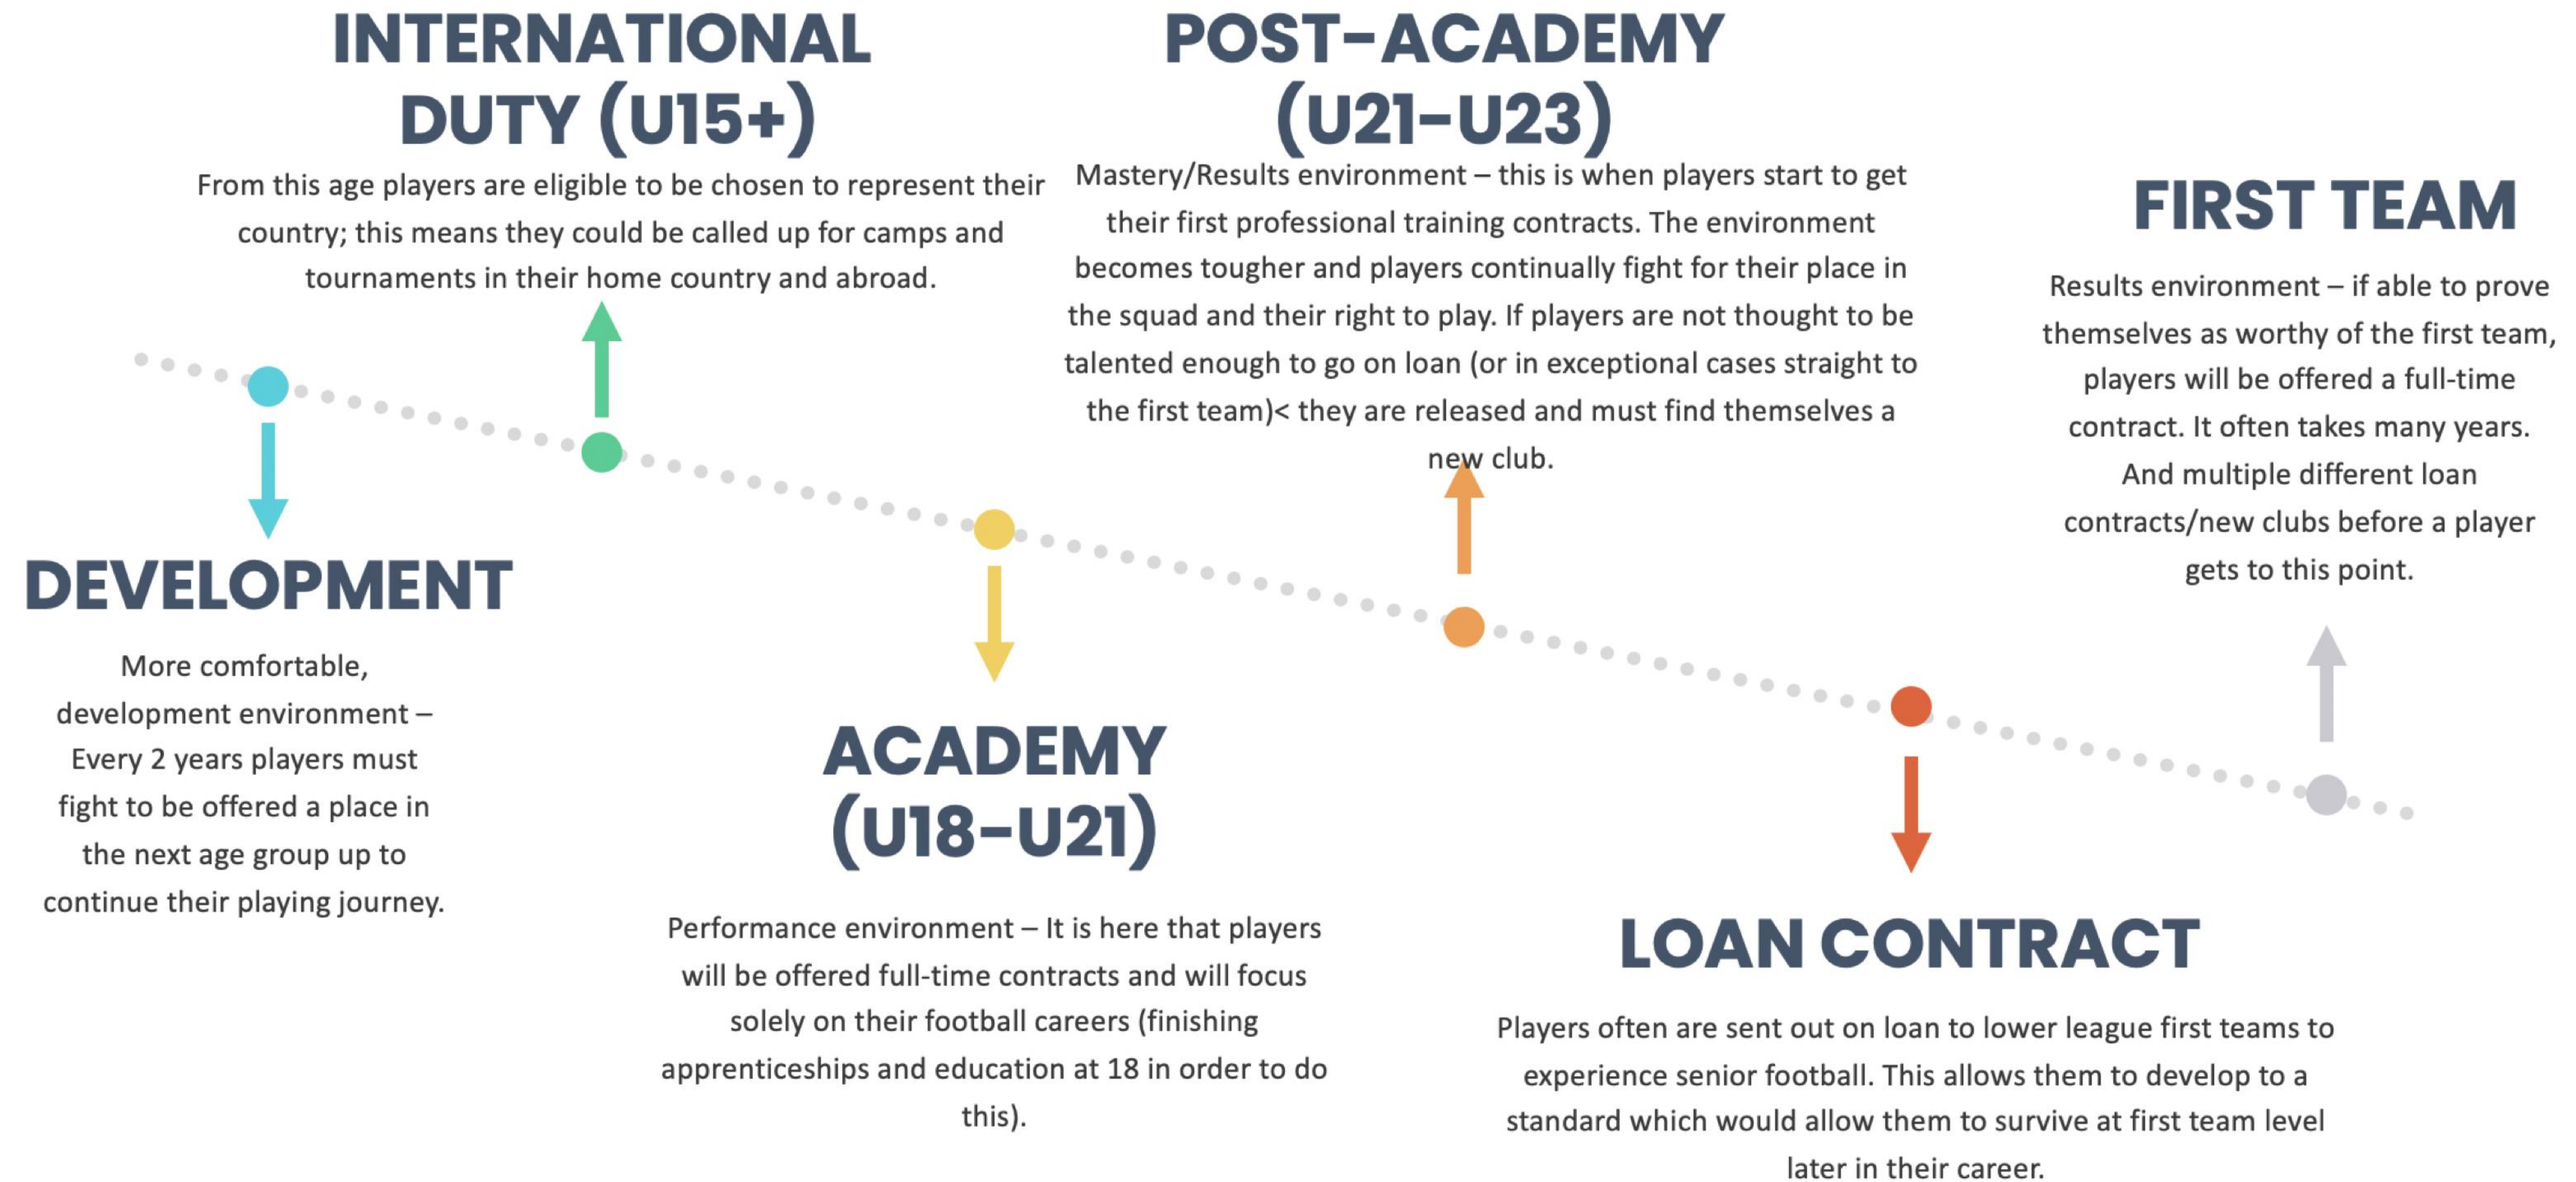 INTERNATIONAL
DUTY (U15+)
From this age players are eligible to be chosen to represent their
country; this means they could be called up for camps and
tournaments in their home country and abroad.
POST-ACADEMY
(U21-U23)
Mastery/Results environment – this is when players start to get
their first professional training contracts. The environment
becomes tougher and players continually fight for their place in
the squad and their right to play. If players are not thought to be
talented enough to go on loan (or in exceptional cases straight to
the first team)< they are released and must find themselves a
new club.
FIRST TEAM
Results environment – if able to prove
themselves as worthy of the first team,
players will be offered a full-time
contract. It often takes many years.
And multiple different loan
contracts/new clubs before a player
gets to this point.
DEVELOPMENT
More comfortable,
development environment –
Every 2 years players must
fight to be offered a place in
the next age group up to
continue their playing journey.
ACADEMY
(U18-U21)
Performance environment – It is here that players
will be offered full-time contracts and will focus
solely on their football careers (finishing
apprenticeships and education at 18 in order to do
this).
LOAN CONTRACT
Players often are sent out on loan to lower league first teams to
experience senior football. This allows them to develop to a
standard which would allow them to survive at first team level
later in their career.